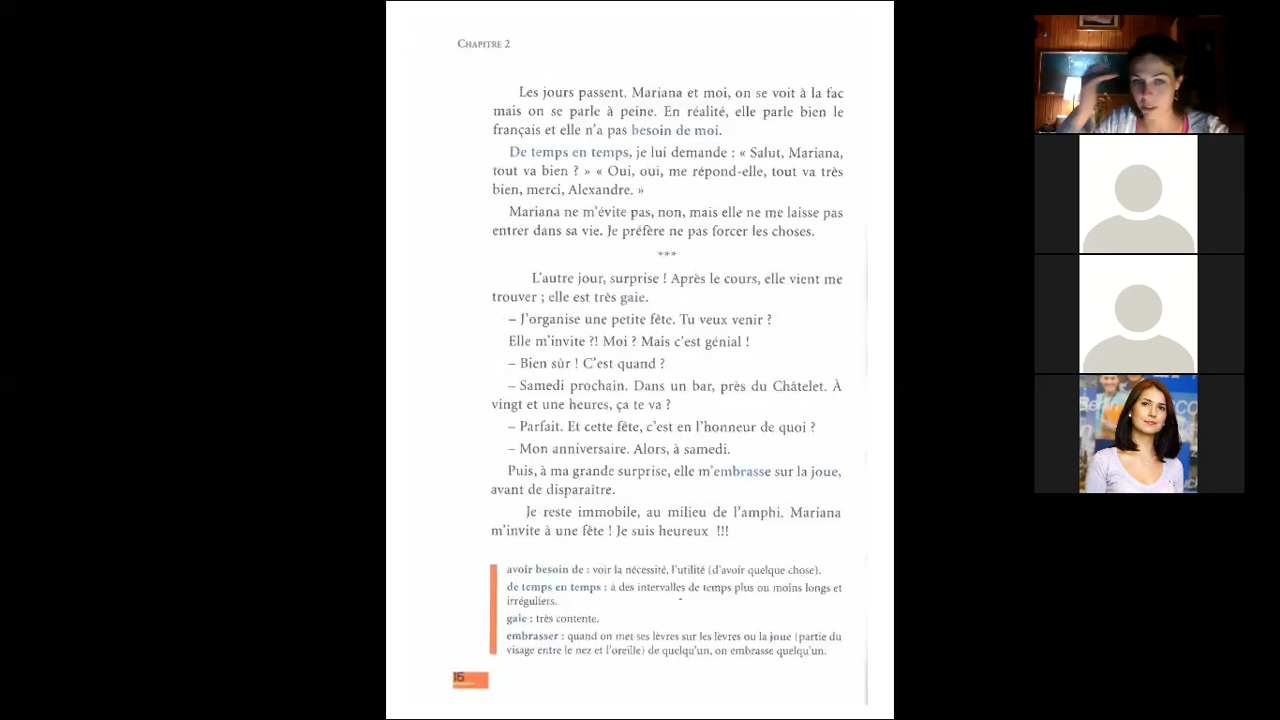 CHAPITRE 2
Les jours passent. Mariana et moi, on se voit à la fac
mais on se parle à peine. En réalité, elle parle bien le
français et elle n'a pas besoin de moi.
De temps en temps, je lui demande : « Salut, Mariana,
tout va bien ? » « Oui, oui, me répond-elle, tout va très
bien, merci, Alexandre. »
Mariana ne m'évite pas, non, mais elle ne me laisse pas
entrer dans sa vie. Je préfère ne pas forcer les choses.
***
L'autre jour, surprise ! Après le cours, elle vient me
trouver ; elle est très gaie.
– J'organise une petite fête. Tu veux venir ?
Elle m'invite ?! Moi ? Mais c'est génial !
– Bien sûr ! C'est quand ?
– Samedi prochain. Dans un bar, près du Châtelet. À
vingt et une heures, ça te va ?
– Parfait. Et cette fête, c'est en l'honneur de quoi ?
– Mon anniversaire. Alors, à samedi.
Puis, à ma grande surprise, elle m'embrasse sur la joue,
avant de disparaître.
Je reste immobile, au milieu de l'amphi. Mariana
m'invite à une fête ! Je suis heureux !!!
avoir besoin de : voir la nécessité, l'utilité (d'avoir quelque chose).
de temps en temps : à des intervalles de temps plus ou moins longs et
irréguliers.
gaie : très contente.
embrasser : quand on met ses lèvres sur les lèvres ou la joue (partie du
visage entre le nez et l'oreille) de quelqu'un, on embrasse quelqu'un.